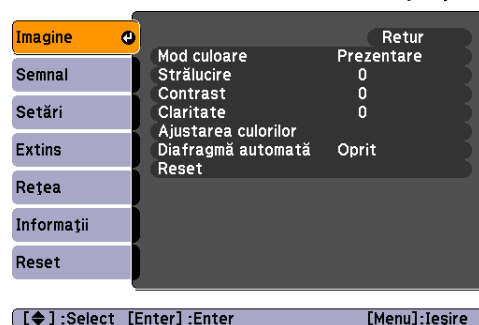 Imagine
Semnal
Setări
Extins
Reţea
Informaţii
Reset
Retur
Mod culoare Prezentare
Strălucire 0
Contrast 0
Claritate 0
Ajustarea culorilor
Diafragmă automată Oprit
Reset
[◆] :Select [Enter] :Enter [Menu]:Iesire